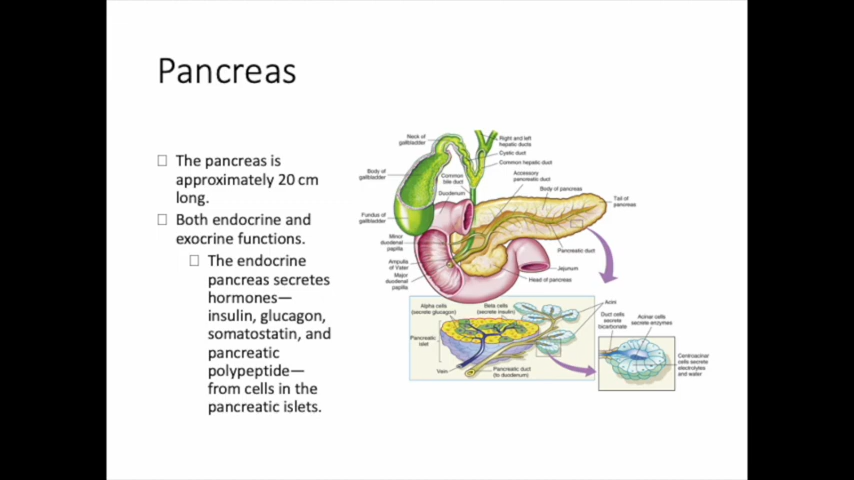 Pancreas
The pancreas is
approximately 20 cm
long.
Both endocrine and
exocrine functions.
The endocrine
pancreas secretes
hormones—
insulin, glucagon,
somatostatin, and
pancreatic
polypeptide—
from cells in the
pancreatic islets.
Neck of
gallbladder
Right and left
hepatic ducts
Cystic duct
Common hepatic duct
Body of
gallbladder
Common
bile duct
Accessory
pancreatic duct
Duodenum
Body of pancreas
Tail of
pancreas
Fundus of
gallbladder
Minor
duodenal
papilla
Pancreatic duct
Ampulla
of Vater
Jejunum
Major
duodenal
papilla
Head of pancreas
Alpha cells
(secrete glucagon)
Beta cells
(secrete insulin)
Acini
Duct cells
secrete
bicarbonate
Acinar cells
secrete enzymes
Pancreatic
islet
Centroacinar
cells secrete
electrolytes
and water
Vein
Pancreatic duct
(to duodenum)